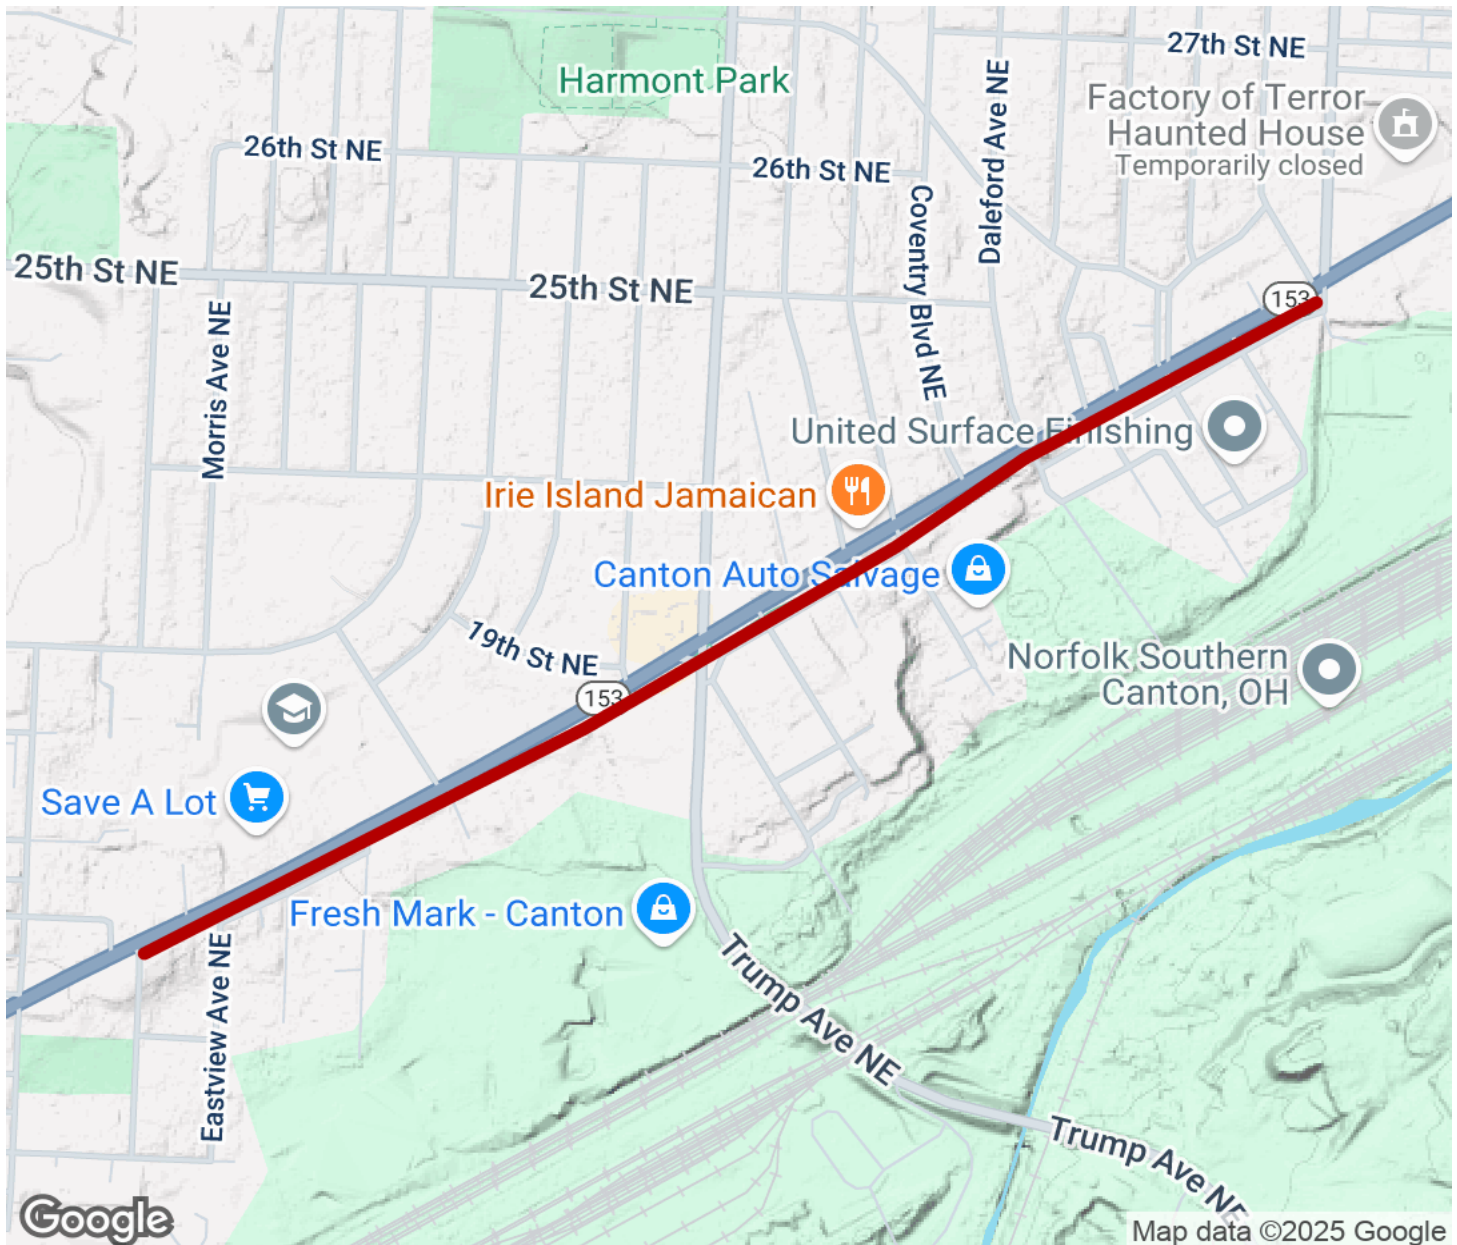 27th St NE
Harmont Park
Daleford Ave NE
Factory of Terror
Haunted House
Temporarily closed
26th St NE
26th St NE
Coventry Blvd NE
25th St NE
25th St NE
153
Morris Ave NE
United Surface Finishing
Irie Island Jamaican
Canton Auto Salvage
19th St NE
Norfolk Southern
Canton, OH
153
Save A Lot
Fresh Mark - Canton
Eastview Ave NE
Trump Ave NE
Trump Ave NE
Google
Map data ©2025 Google